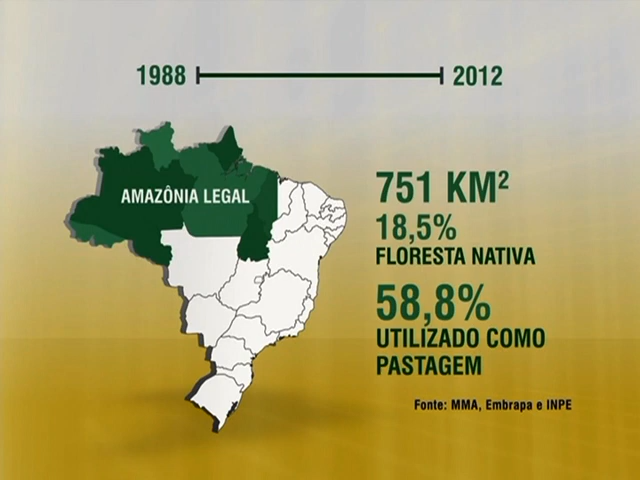 1988 2012
AMAZÔNIA LEGAL
751 KM²
18,5%
FLORESTA NATIVA
58,8%
UTILIZADO COMO
PASTAGEM
Fonte: MMA, Embrapa e INPE